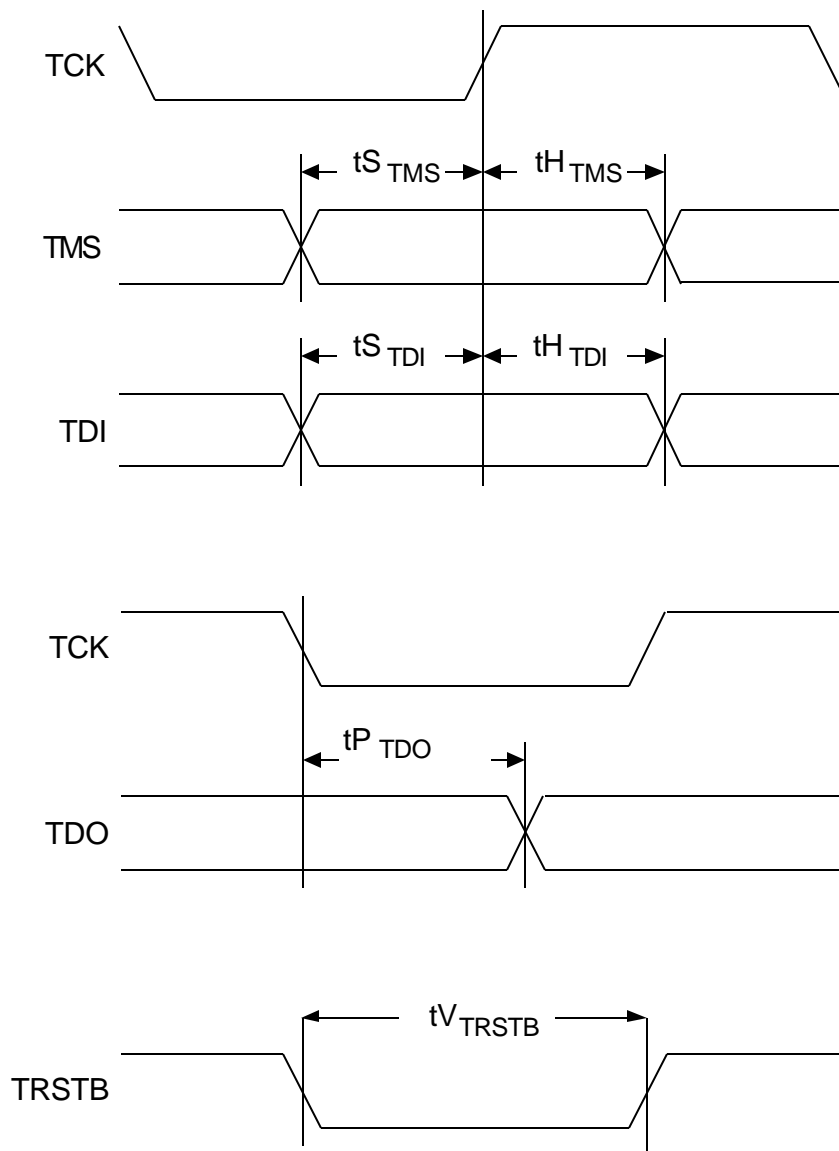 TCK
tS TMS tH TMS
TMS
tS TDI tH TDI
TDI
TCK
tP TDO
TDO
tV TRSTB
TRSTB